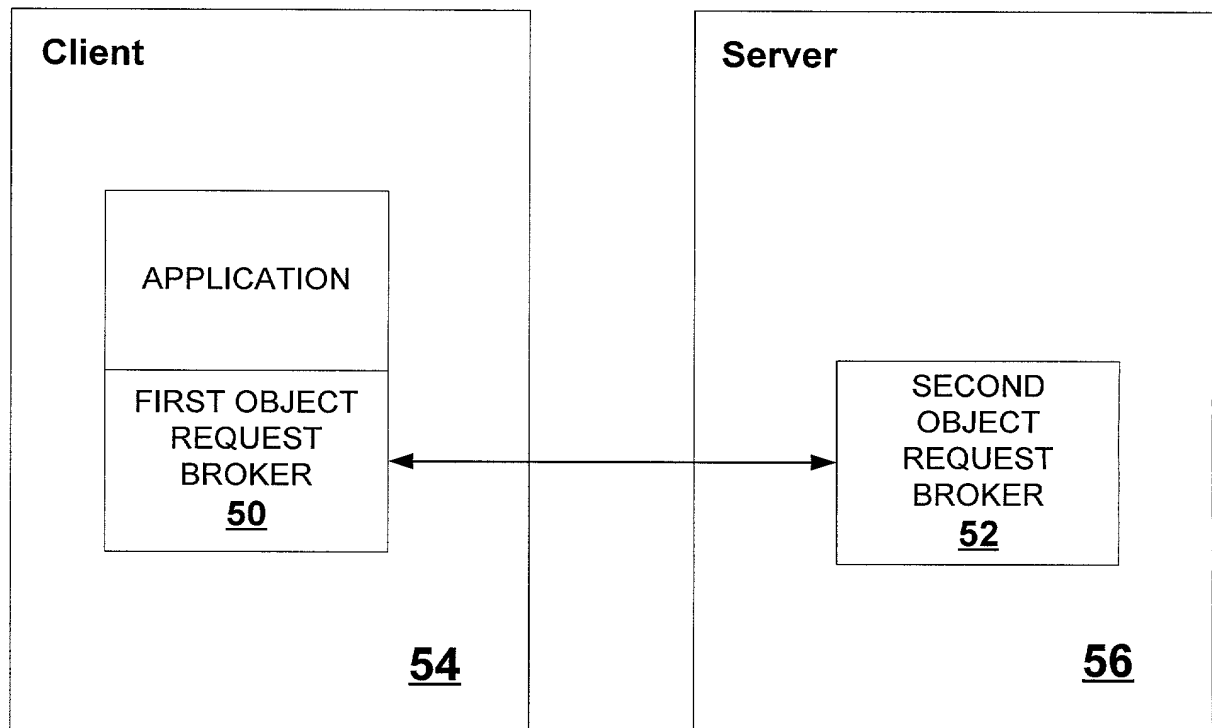 Client
APPLICATION
FIRST OBJECT
REQUEST
BROKER
50
54
Server
SECOND
OBJECT
REQUEST
BROKER
52
56